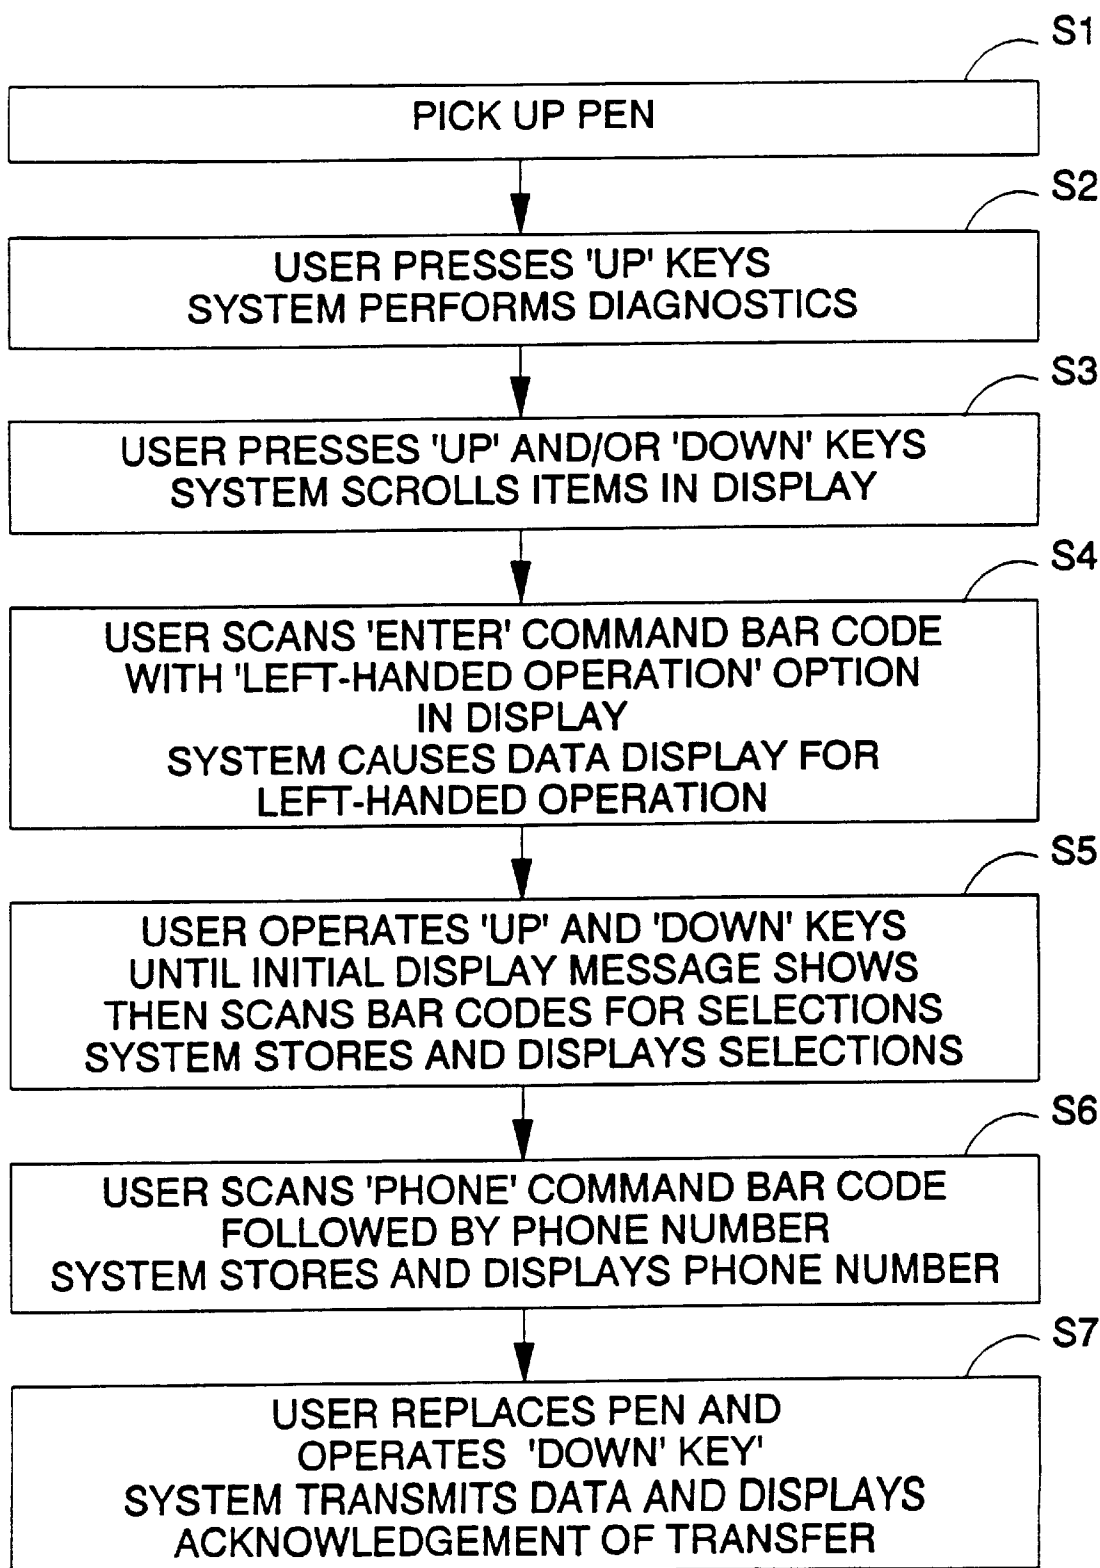 S1
PICK UP PEN
S2
USER PRESSES 'UP' KEYS
SYSTEM PERFORMS DIAGNOSTICS
S3
USER PRESSES 'UP' AND/OR 'DOWN' KEYS
SYSTEM SCROLLS ITEMS IN DISPLAY
S4
USER SCANS 'ENTER' COMMAND BAR CODE
WITH 'LEFT-HANDED OPERATION' OPTION
IN DISPLAY
SYSTEM CAUSES DATA DISPLAY FOR
LEFT-HANDED OPERATION
S5
USER OPERATES 'UP' AND 'DOWN' KEYS
UNTIL INITIAL DISPLAY MESSAGE SHOWS
THEN SCANS BAR CODES FOR SELECTIONS
SYSTEM STORES AND DISPLAYS SELECTIONS
S6
USER SCANS 'PHONE' COMMAND BAR CODE
FOLLOWED BY PHONE NUMBER
SYSTEM STORES AND DISPLAYS PHONE NUMBER
S7
USER REPLACES PEN AND
OPERATES 'DOWN' KEY'
SYSTEM TRANSMITS DATA AND DISPLAYS
ACKNOWLEDGEMENT OF TRANSFER